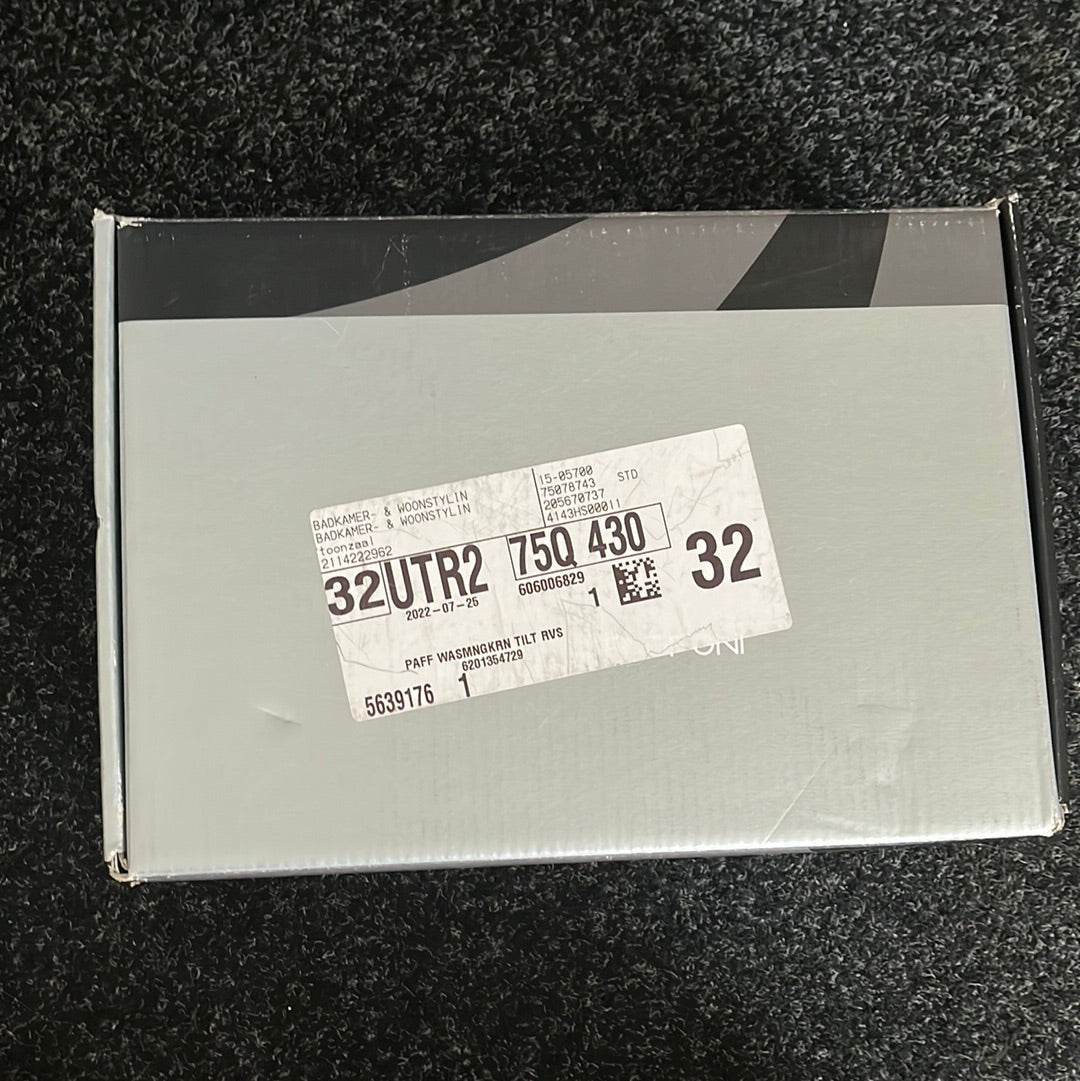 BADKAMER- & WOONSTYLIN
BADKAMER- & WOONSTYLIN
toonzaal
2114222962
15-05700 STD
75078743
205670737
4143HS00011
32 UTR2 75Q 430 32
2022-07-25
606006829
1
PAFF WASMNGKRN TILT RVS
6201354729
5639176 1